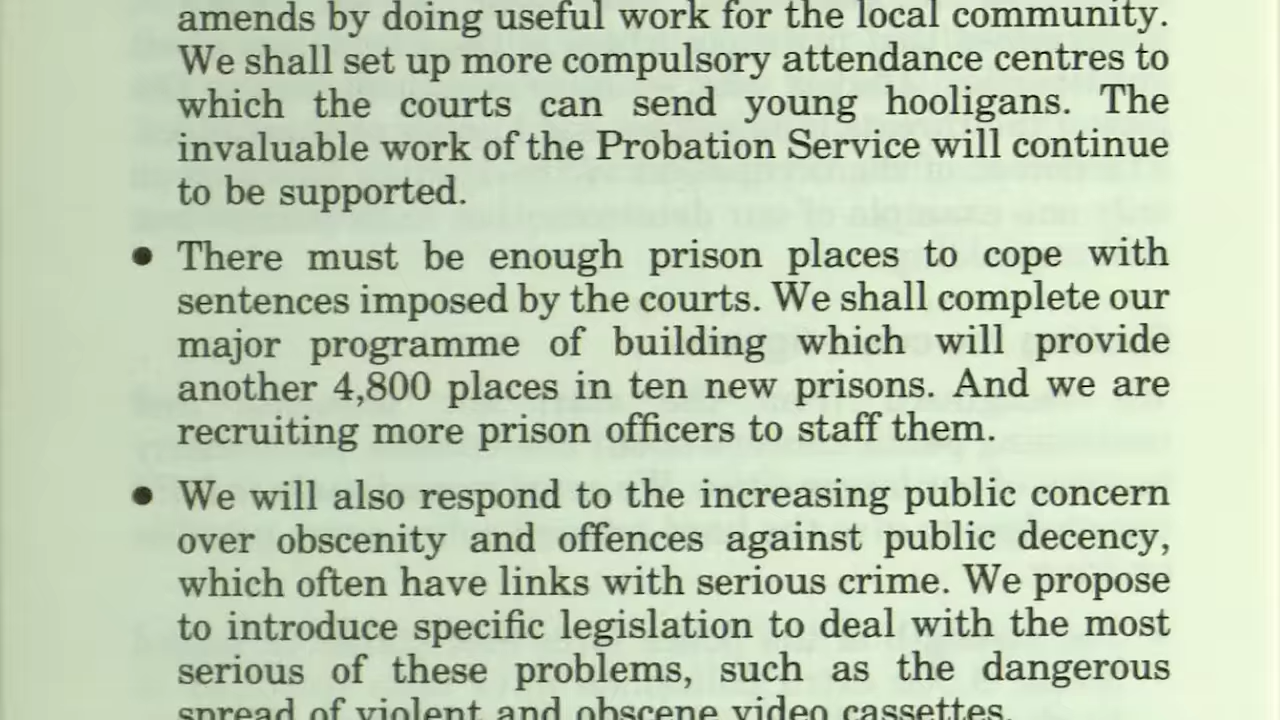 amends by doing useful work for the local community.
We shall set up more compulsory attendance centres to
which the courts can send young hooligans. The
invaluable work of the Probation Service will continue
to be supported.
● There must be enough prison places to cope with
sentences imposed by the courts. We shall complete our
major programme of building which will provide
another 4,800 places in ten new prisons. And we are
recruiting more prison officers to staff them.
● We will also respond to the increasing public concern
over obscenity and offences against public decency,
which often have links with serious crime. We propose
to introduce specific legislation to deal with the most
serious of these problems, such as the dangerous
spread of violent and obscene video cassettes.